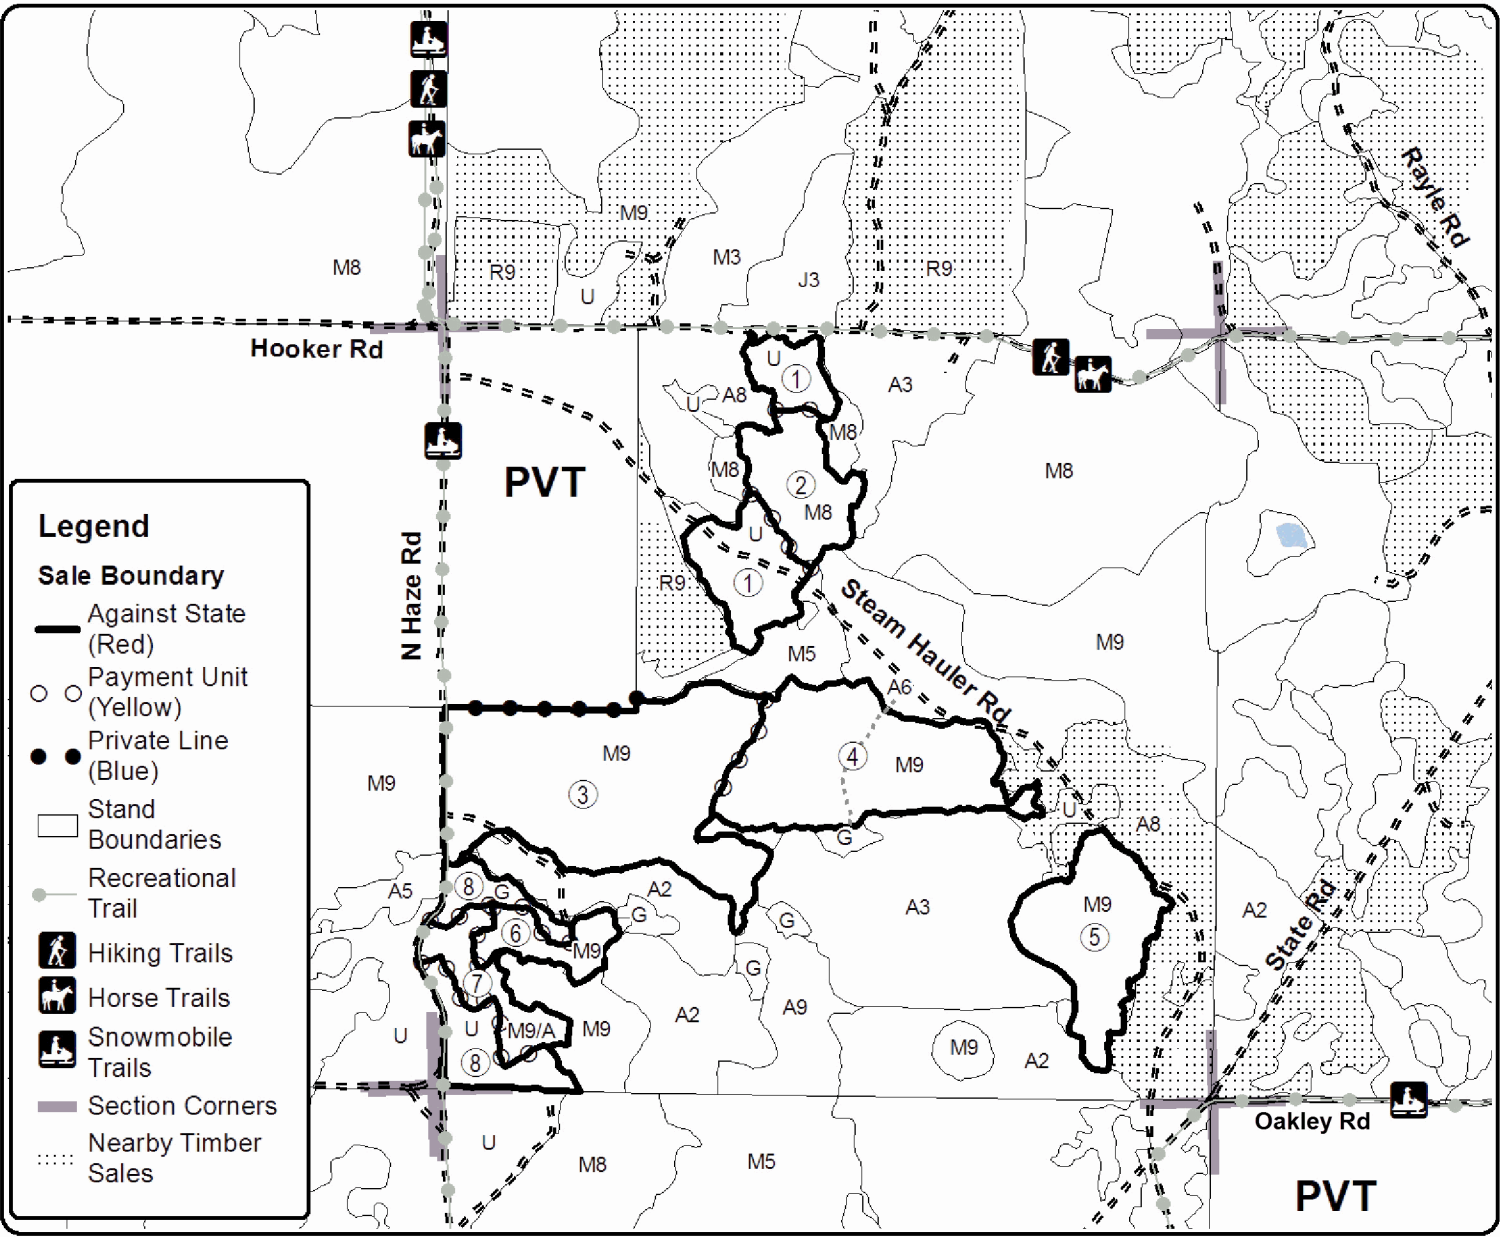 M9
M3
M8
R9
J3
R9
U
Rayle Rd
Hooker Rd
U
1
A3
A8
U
M8
M8
M8
PVT
2
M8
U
N Haze Rd
R9
1
Steam Hauler Rd
M9
M5
A6
M9
M9
4
M9
3
U
A8
G
A5
8
G
A2
M9
A3
A2
G
G
6
5
State Rd
M9
G
7
A9
U
U
M9/A
M9
A2
M9
A2
8
Oakley Rd
U
M8
M5
PVT
Legend
Sale Boundary
Against State
(Red)
Payment Unit
(Yellow)
Private Line
(Blue)
Stand
Boundaries
Recreational
Trail
Hiking Trails
Horse Trails
Snowmobile
Trails
Section Corners
Nearby Timber
Sales